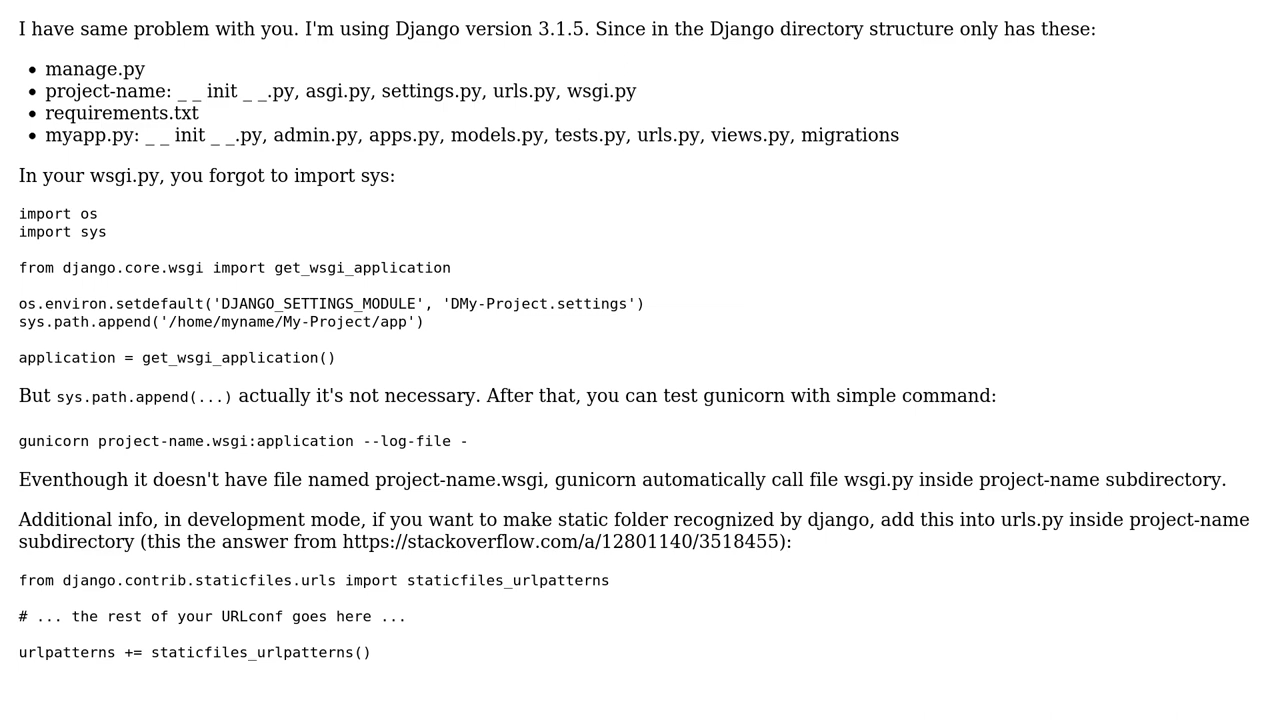 I have same problem with you. I'm using Django version 3.1.5. Since in the Django directory structure only has these:
• manage.py
• project-name: _ _ init _ _.py, asgi.py, settings.py, urls.py, wsgi.py
• requirements.txt
• myapp.py: _ _ init _ _.py, admin.py, apps.py, models.py, tests.py, urls.py, views.py, migrations
In your wsgi.py, you forgot to import sys:
import os
import sys
from django.core.wsgi import get_wsgi_application
os.environ.setdefault('DJANGO_SETTINGS_MODULE', 'DMy-Project.settings')
sys.path.append('/home/myname/My-Project/app')
application = get_wsgi_application()
But sys.path.append(...) actually it's not necessary. After that, you can test gunicorn with simple command:
gunicorn project-name.wsgi:application --log-file -
Eventhough it doesn't have file named project-name.wsgi, gunicorn automatically call file wsgi.py inside project-name subdirectory.
Additional info, in development mode, if you want to make static folder recognized by django, add this into urls.py inside project-name
subdirectory (this the answer from https://stackoverflow.com/a/12801140/3518455):
from django.contrib.staticfiles.urls import staticfiles_urlpatterns
# ... the rest of your URLconf goes here ...
urlpatterns += staticfiles_urlpatterns()